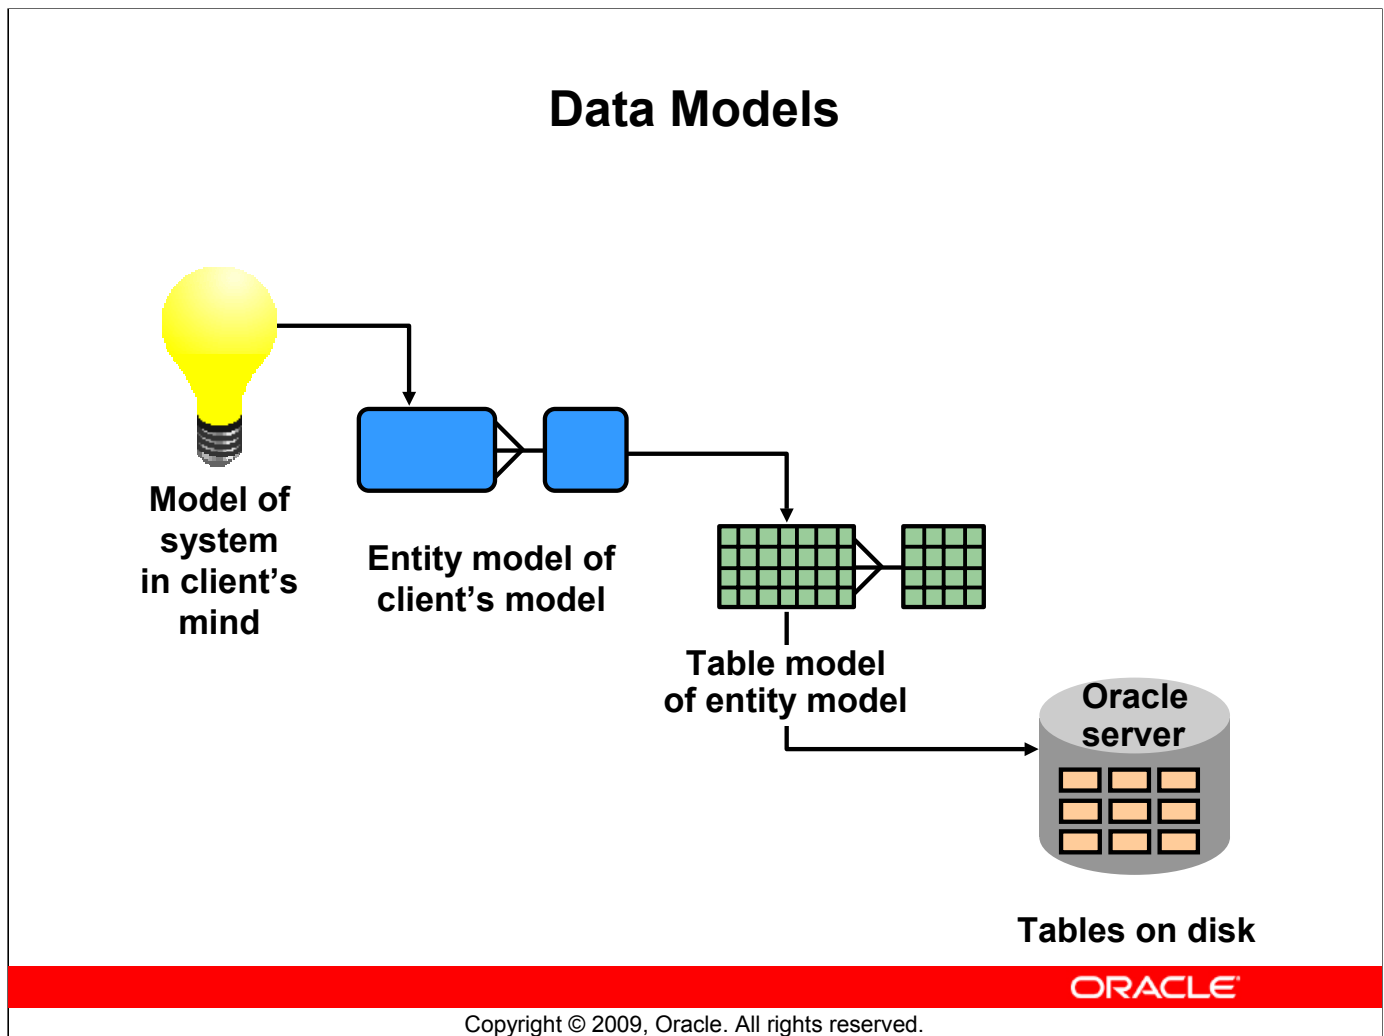 Data Models
Model of
system
in client’s
mind
Entity model of
client’s model
Table model
of entity model
Oracle
server
Tables on disk
ORACLE
Copyright © 2009, Oracle. All rights reserved.